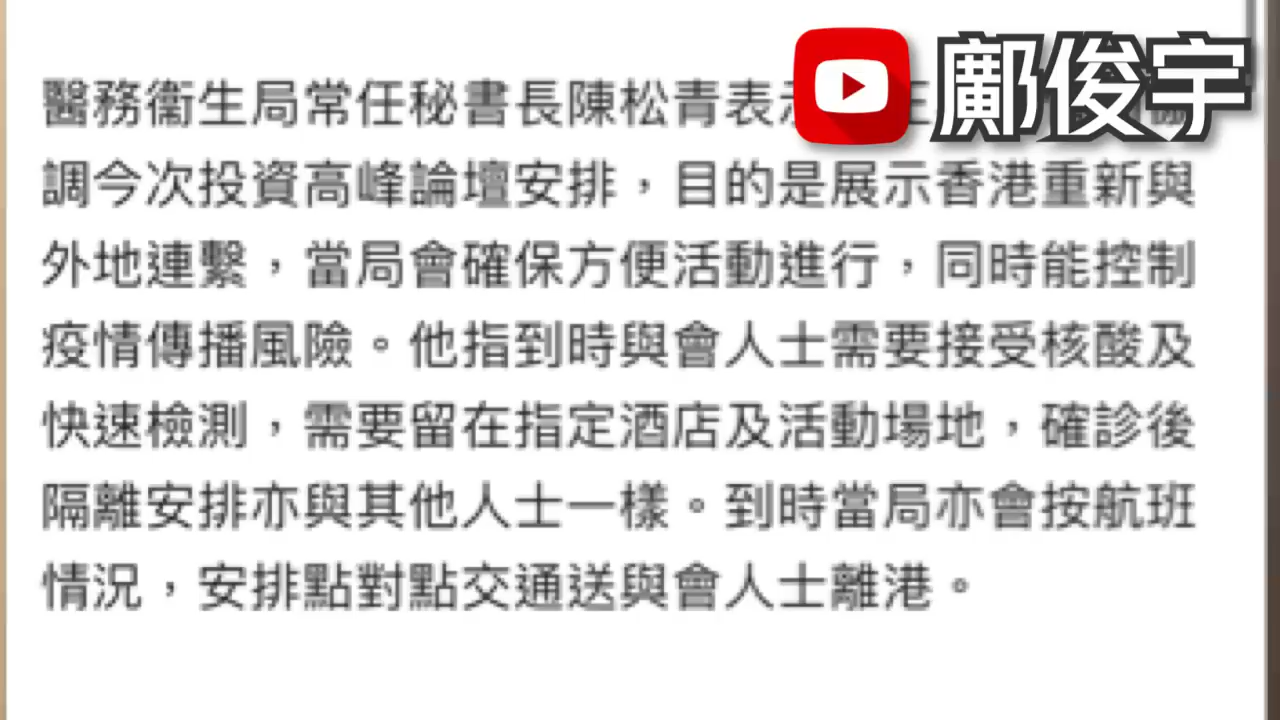 鄺俊宇
醫務衞生局常任秘書長陳松青表
調今次投資高峰論壇安排，目的是展示香港重新與
外地連繫，當局會確保方便活動進行，同時能控制
疫情傳播風險。他指到時與會人士需要接受核酸及
快速檢測，需要留在指定酒店及活動場地，確診後
隔離安排亦與其他人士一樣。到時當局亦會按航班
情況，安排點對點交通送與會人士離港。